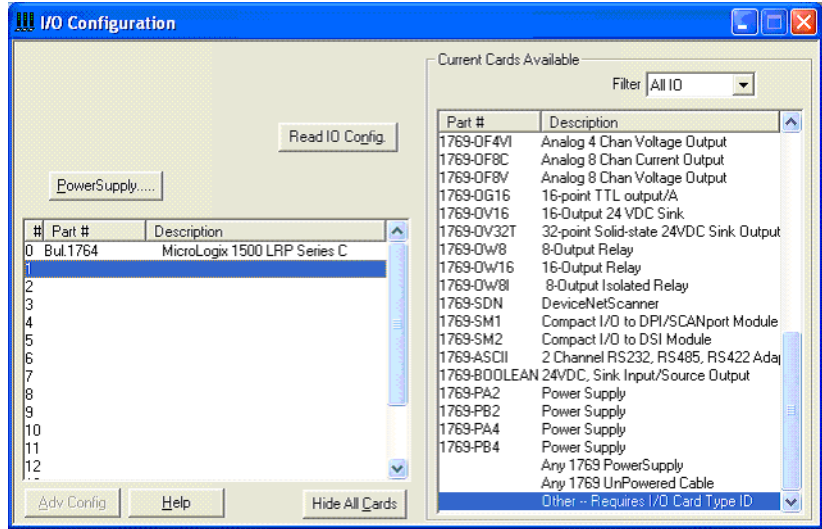 I/O Configuration
Current Cards Available
Filter All IO
Read IO Config.
PowerSupply.....
# Part # Description
0 Bul.1764 MicroLogix 1500 LRP Series C
1
2
3
4
5
6
7
8
9
10
11
12
Adv Config Help Hide All Cards
Part # Description
1769-OF4VI Analog 4 Chan Voltage Output
1769-OF8C Analog 8 Chan Current Output
1769-OF8V Analog 8 Chan Voltage Output
1769-OG16 16-point TTL output/A
1769-OV16 16-Output 24 VDC Sink
1769-OV32T 32-point Solid-state 24VDC Sink Output
1769-OW8 8-Output Relay
1769-OW16 16-Output Relay
1769-OW8I 8-Output Isolated Relay
1769-SDN DeviceNetScanner
1769-SM1 Compact I/O to DPI/SCANport Module
1769-SM2 Compact I/O to DSI Module
1769-ASCII 2 Channel RS232, RS485, RS422 Ada
1769-BOOLEAN 24VDC, Sink Input/Source Output
1769-PA2 Power Supply
1769-PB2 Power Supply
1769-PA4 Power Supply
1769-PB4 Power Supply
Any 1769 PowerSupply
Any 1769 UnPowered Cable
Other -- Requires I/O Card Type ID